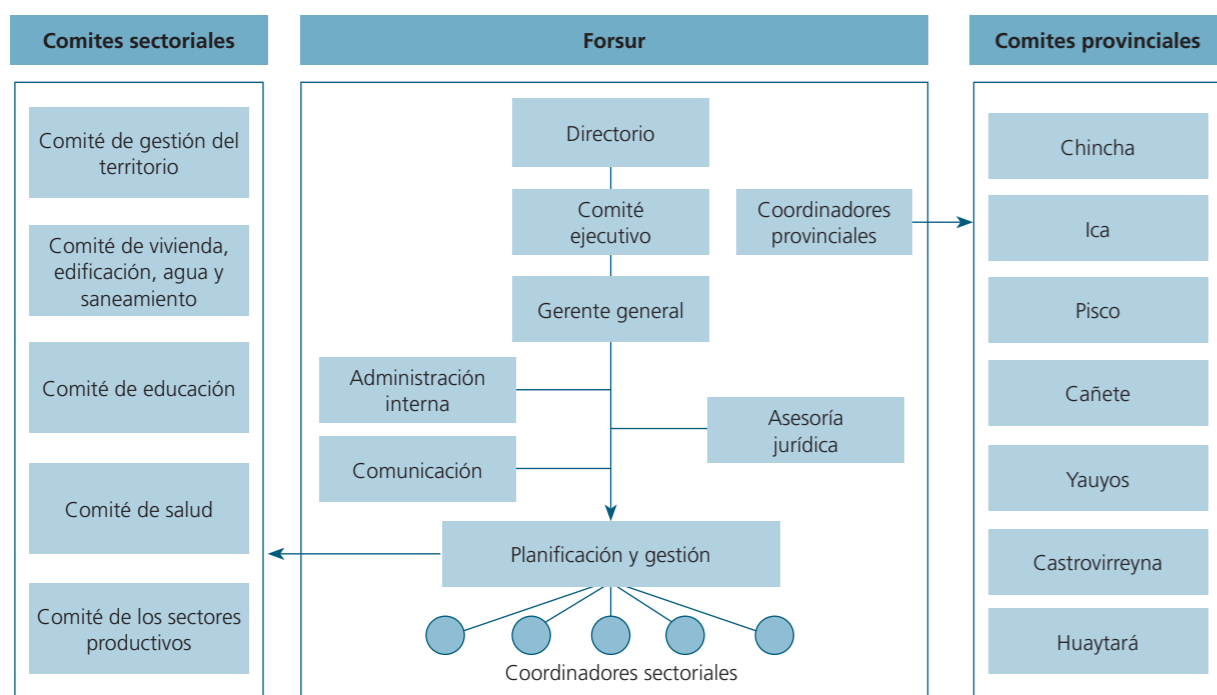 Comites sectoriales
Comité de gestión del
territorio
Comité de vivienda,
edificación, agua y
saneamiento
Comité de educación
Comité de salud
Comité de los sectores
productivos
Forsur
Directorio
Comité
ejecutivo
Coordinadores
provinciales
Gerente general
Administración
interna
Asesoría
jurídica
Comunicación
Planificación y gestión
Coordinadores sectoriales
Comites provinciales
Chincha
Ica
Pisco
Cañete
Yauyos
Castrovirreyna
Huaytará